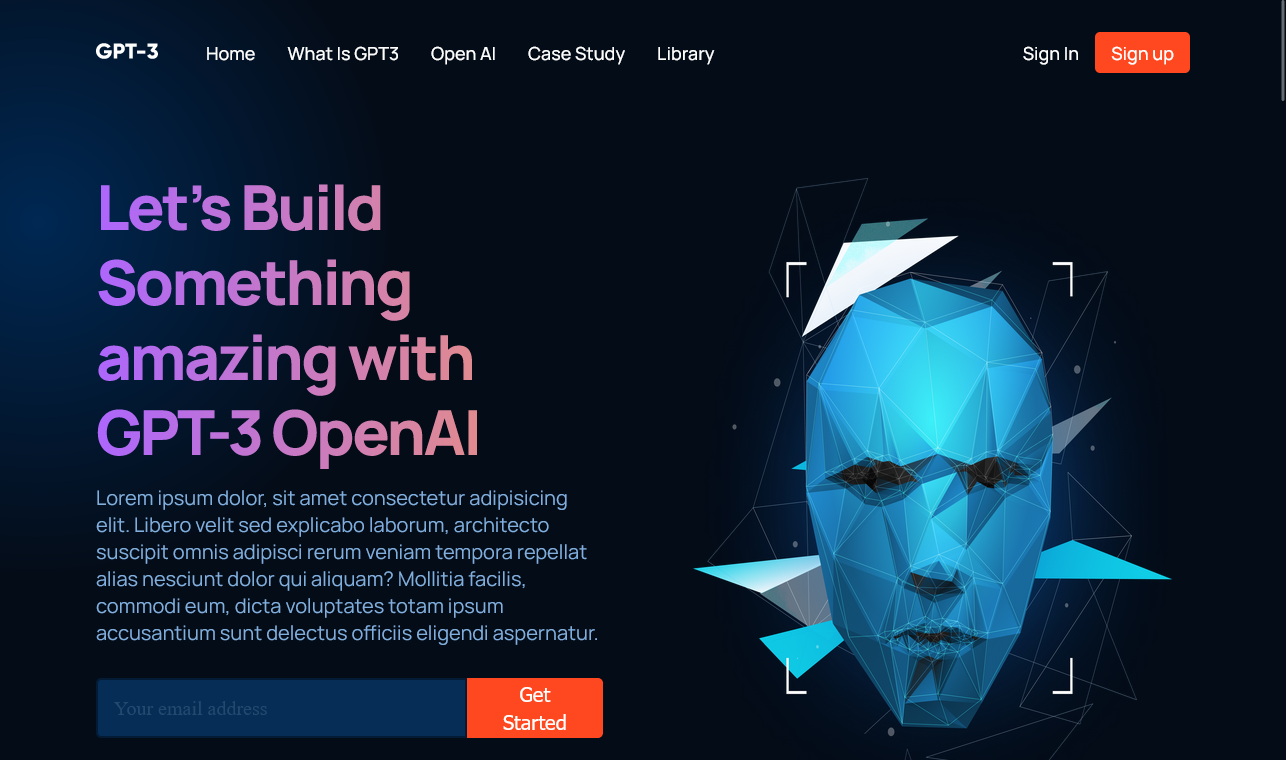 GPT-3 Home What Is GPT3 Open AI Case Study Library Sign In Sign up
Let's Build
Something
amazing with
GPT-3 OpenAI
Lorem ipsum dolor, sit amet consectetur adipisicing
elit. Libero velit sed explicabo laborum, architecto
suscipit omnis adipisci rerum veniam tempora repellat
alias nesciunt dolor qui aliquam? Mollitia facilis,
commodi eum, dicta voluptates totam ipsum
accusantium sunt delectus officiis eligendi aspernatur.
Your email address
Get
Started